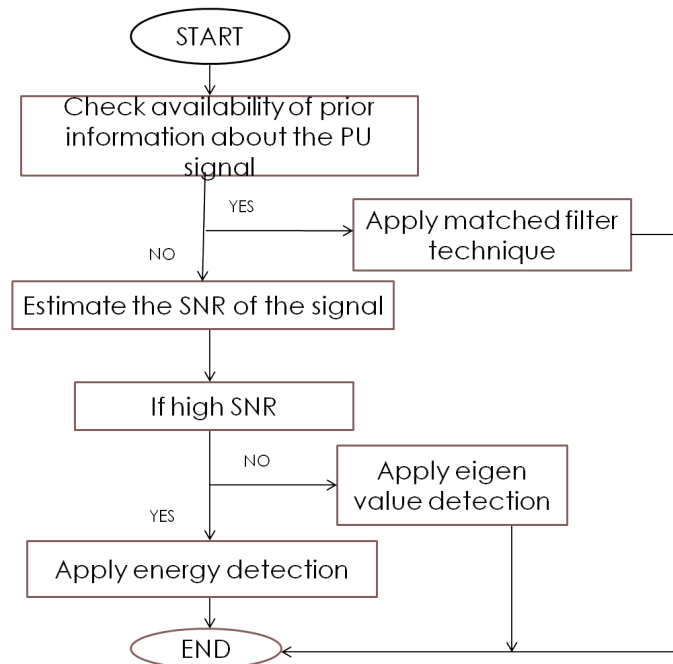 START
Check availability of prior
information about the PU
signal
YES
Apply matched filter
technique
NO
Estimate the SNR of the signal
If high SNR
NO
Apply eigen
value detection
YES
Apply energy detection
END